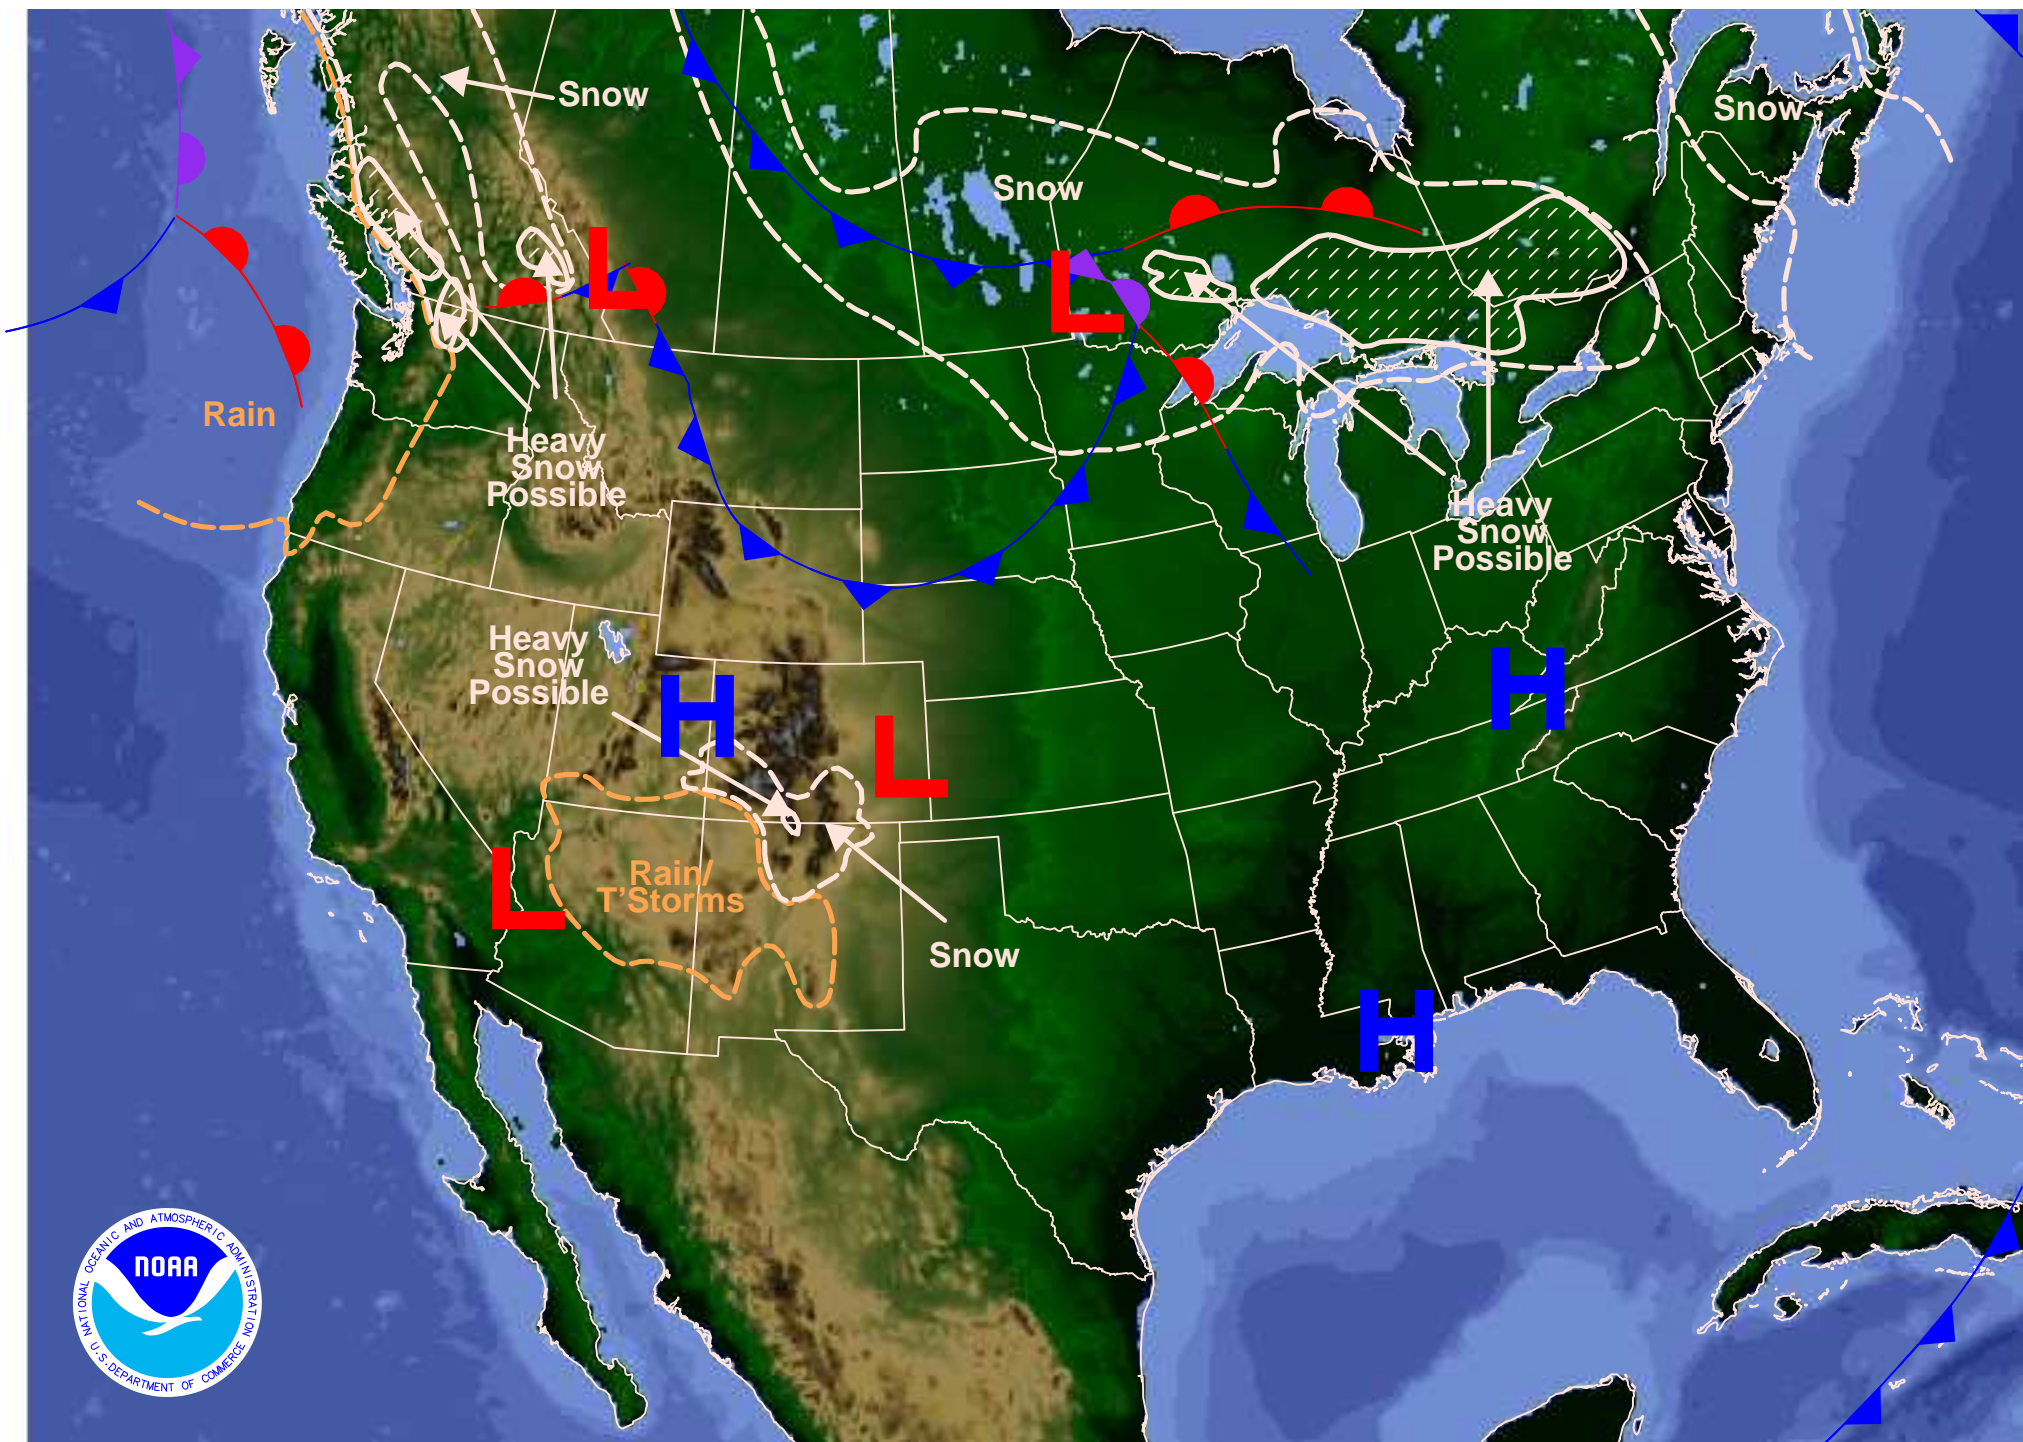 Snow
Snow
Snow
Rain
Heavy
Snow
Possible
Heavy
Snow
Possible
Heavy
Snow
Possible
Rain/
T'Storms
Snow
L
L
H
L
H
L
H
NATIONAL OCEANIC AND ATMOSPHERIC ADMINISTRATION
NOAA
U.S. DEPARTMENT OF COMMERCE